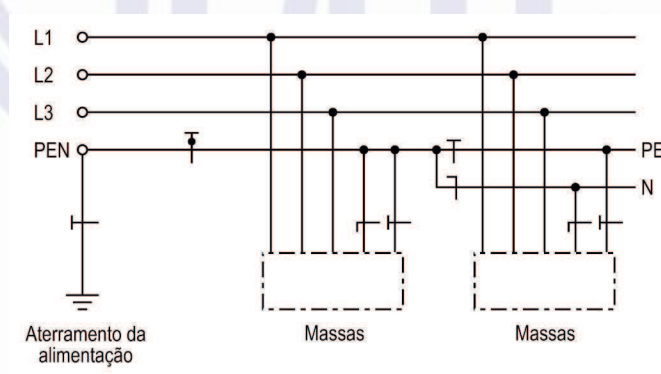 L1
L2
L3
PEN
PE
N
Aterramento da
alimentação
Massas
Massas